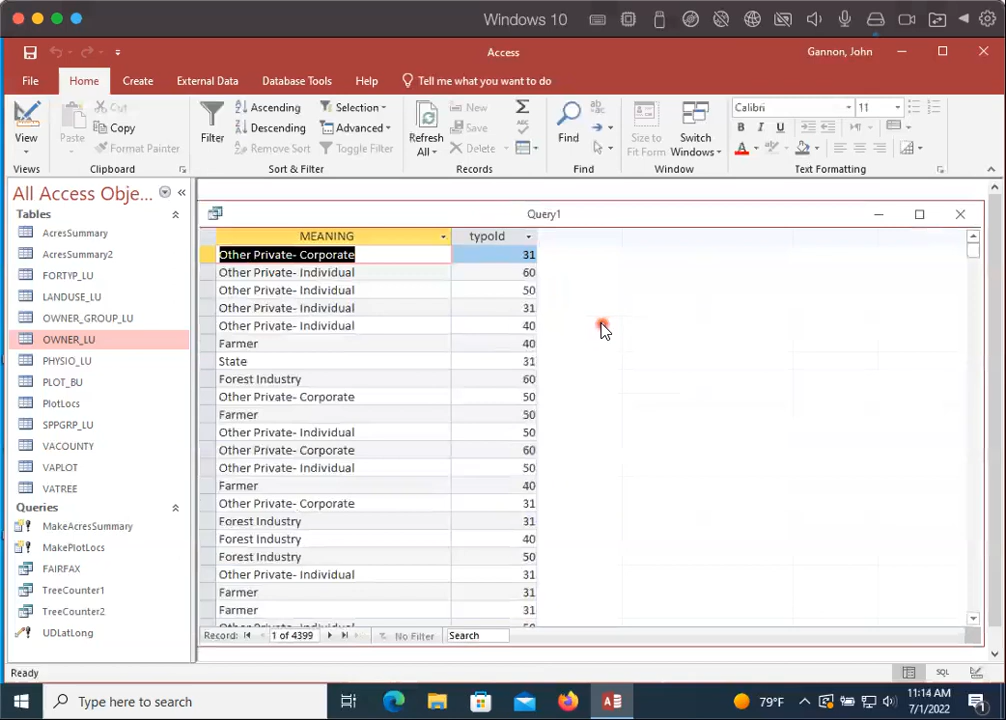 Windows 10
Access
Gannon, John
File Home Create External Data Database Tools Help Tell me what you want to do
View
Views
Paste
Cut
Copy
Format Painter
Clipboard
Filter
Ascending
Descending
Remove Sort
Selection
Advanced
Toggle Filter
Sort & Filter
Refresh
All
New
Save
Delete
Records
Find
Find
Size to
Fit Form
Switch
Windows
Window
Calibri 11
B I U
A
Text Formatting
All Access Obje...
Tables
AcresSummary
AcresSummary2
FORTYP_LU
LANDUSE_LU
OWNER_GROUP_LU
OWNER_LU
PHYSIO_LU
PLOT_BU
PlotLocs
SPPGRP_LU
VACOUNTY
VAPLOT
VATREE
Queries
MakeAcresSummary
MakePlotLocs
FAIRFAX
TreeCounter1
TreeCounter2
UDLatLong
Query1
MEANING typold
Other Private- Corporate 31
Other Private- Individual 60
Other Private- Individual 50
Other Private- Individual 31
Other Private- Individual 40
Farmer 40
State 31
Forest Industry 60
Other Private- Corporate 50
Farmer 50
Other Private- Individual 50
Other Private- Corporate 60
Other Private- Individual 50
Farmer 40
Other Private- Corporate 31
Forest Industry 31
Forest Industry 40
Forest Industry 50
Other Private- Individual 31
Farmer 31
Farmer 31
Other Private- Individual 50
Record: 1 of 4399 No Filter Search
Ready
SQL
Type here to search
79°F
11:14 AM
7/1/2022
1